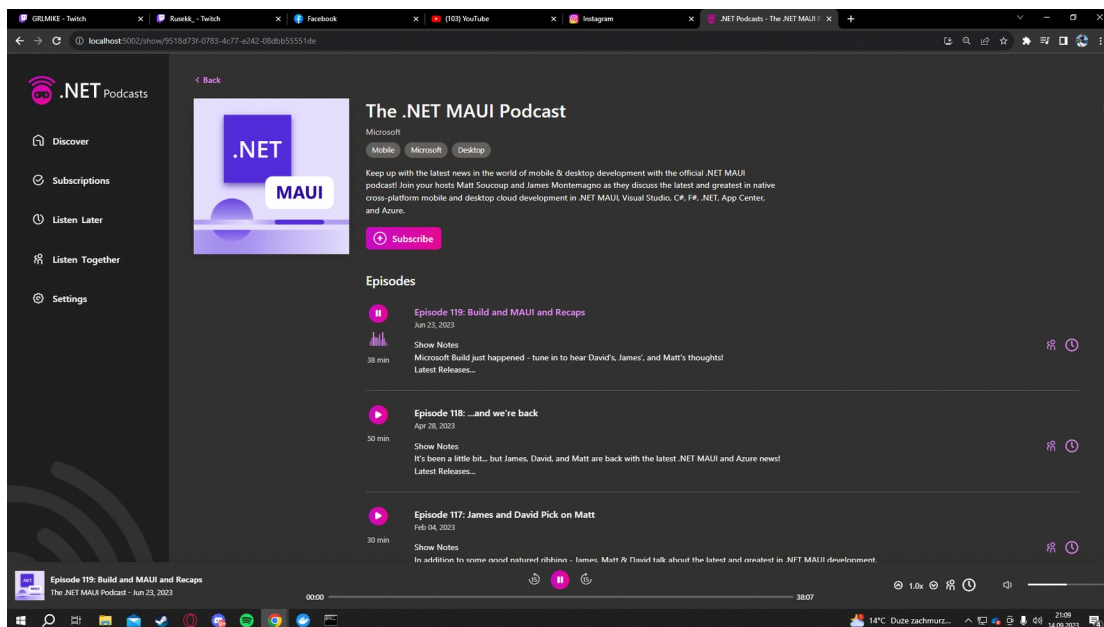 GRLMIKE - Twitch
Rusekk_ - Twitch
Facebook
(103) YouTube
Instagram
.NET Podcasts - The .NET MAUI P
localhost:5002/show/9518d73f-0783-4c77-e242-08dbb55551de
.NET Podcasts
Discover
Subscriptions
Listen Later
Listen Together
Settings
< Back
.NET
MAUI
The .NET MAUI Podcast
Microsoft
Mobile Microsoft Desktop
Keep up with the latest news in the world of mobile & desktop development with the official .NET MAUI
podcast! Join your hosts Matt Soucoup and James Montemagno as they discuss the latest and greatest in native
cross-platform mobile and desktop cloud development in .NET MAUI, Visual Studio, C#, F#, .NET, App Center,
and Azure.
Subscribe
Episodes
Episode 119: Build and MAUI and Recaps
Jun 23, 2023
38 min
Show Notes
Microsoft Build just happened - tune in to hear David's, James', and Matt's thoughts!
Latest Releases...
Episode 118: ...and we're back
Apr 28, 2023
50 min
Show Notes
It's been a little bit... but James, David, and Matt are back with the latest .NET MAUI and Azure news!
Latest Releases...
Episode 117: James and David Pick on Matt
Feb 04, 2023
30 min
Show Notes
In addition to some good natured ribbing - James, Matt & David talk about the latest and greatest in .NET MAUI development.
Episode 119: Build and MAUI and Recaps
The .NET MAUI Podcast - Jun 23, 2023
15
15
00:00
38:07
1.0x
14°C Duże zachmurz...
21:09
14.09.2023